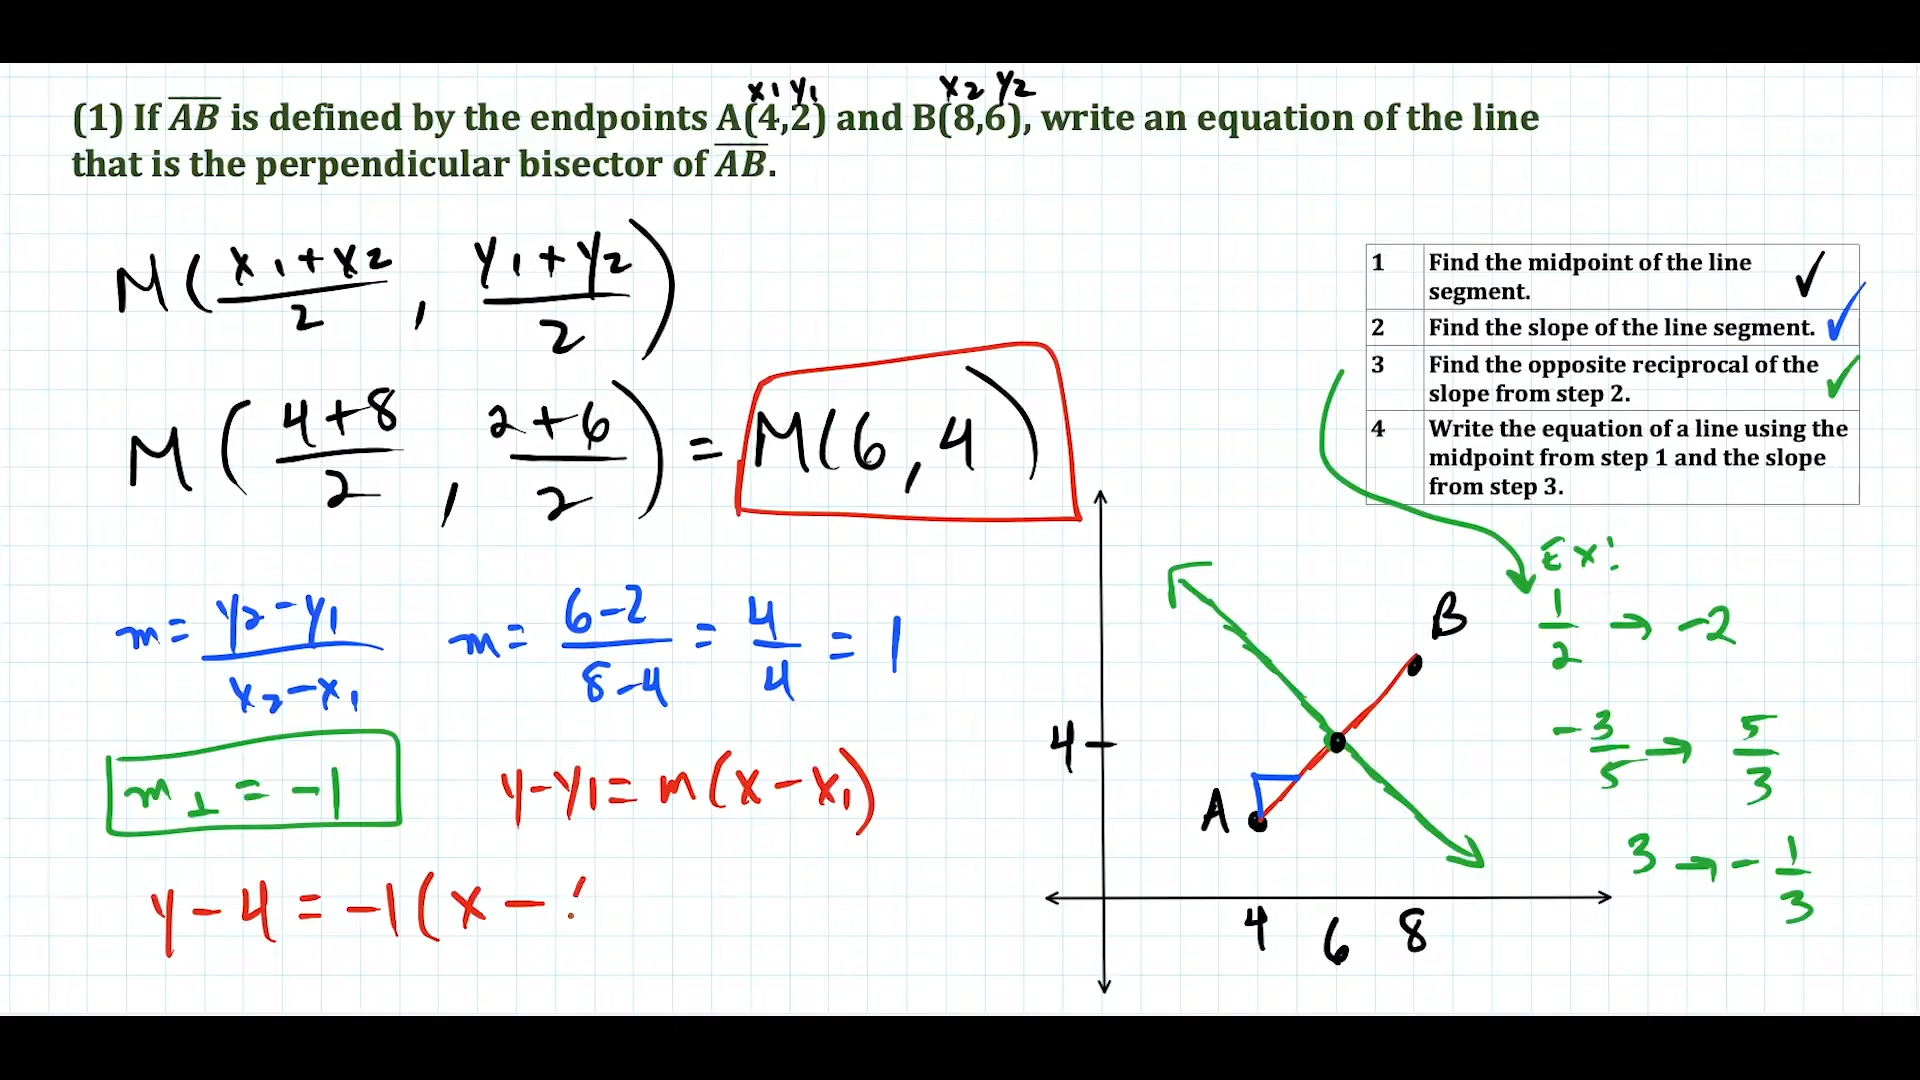 x1 y1 x2 y2
(1) If AB is defined by the endpoints A(4,2) and B(8,6), write an equation of the line
that is the perpendicular bisector of AB.
M( x1+x2 / 2 , y1+y2 / 2 )
M( 4+8 / 2 , 2+6 / 2 ) = M(6,4)
m = y2-y1 / x2-x1 m = 6-2 / 8-4 = 4/4 = 1
m⊥ = -1
y-y1 = m(x-x1)
y-4 = -1(x-
1 Find the midpoint of the line
segment. ✓
2 Find the slope of the line segment. ✓
3 Find the opposite reciprocal of the
slope from step 2. ✓
4 Write the equation of a line using the
midpoint from step 1 and the slope
from step 3.
Ex:
1/2 → -2
-3/5 → 5/3
3 → -1/3
B
4
A
4 6 8